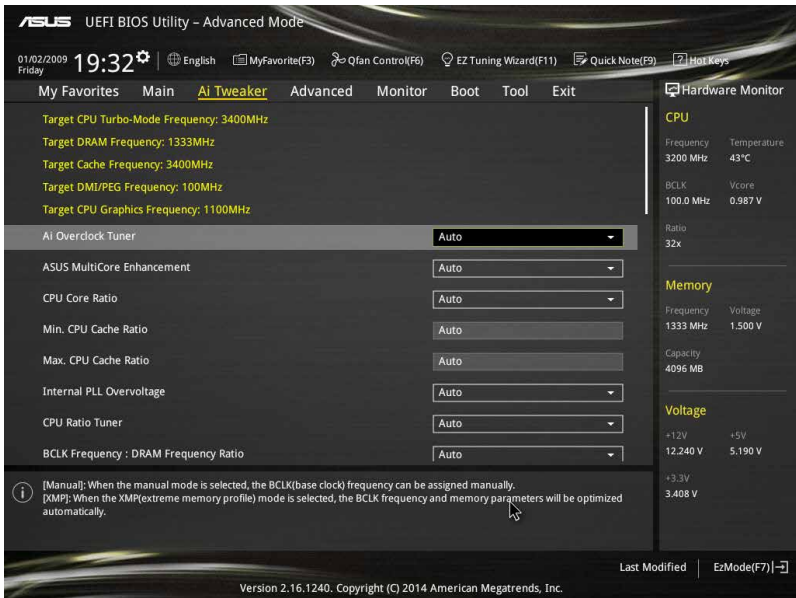 ASUS UEFI BIOS Utility – Advanced Mode
01/02/2009 Friday 19:32 English MyFavorite(F3) Qfan Control(F6) EZ Tuning Wizard(F11) Quick Note(F9) ? Hot Keys
My Favorites Main Ai Tweaker Advanced Monitor Boot Tool Exit
Target CPU Turbo-Mode Frequency: 3400MHz
Target DRAM Frequency: 1333MHz
Target Cache Frequency: 3400MHz
Target DMI/PEG Frequency: 100MHz
Target CPU Graphics Frequency: 1100MHz
Ai Overclock Tuner Auto
ASUS MultiCore Enhancement Auto
CPU Core Ratio Auto
Min. CPU Cache Ratio Auto
Max. CPU Cache Ratio Auto
Internal PLL Overvoltage Auto
CPU Ratio Tuner Auto
BCLK Frequency : DRAM Frequency Ratio Auto
[Manual]: When the manual mode is selected, the BCLK(base clock) frequency can be assigned manually.
[XMP]: When the XMP(extreme memory profile) mode is selected, the BCLK frequency and memory parameters will be optimized
automatically.
Hardware Monitor
CPU
Frequency Temperature
3200 MHz 43°C
BCLK Vcore
100.0 MHz 0.987 V
Ratio
32x
Memory
Frequency Voltage
1333 MHz 1.500 V
Capacity
4096 MB
Voltage
+12V +5V
12.240 V 5.190 V
+3.3V
3.408 V
Last Modified EzMode(F7)
Version 2.16.1240. Copyright (C) 2014 American Megatrends, Inc.